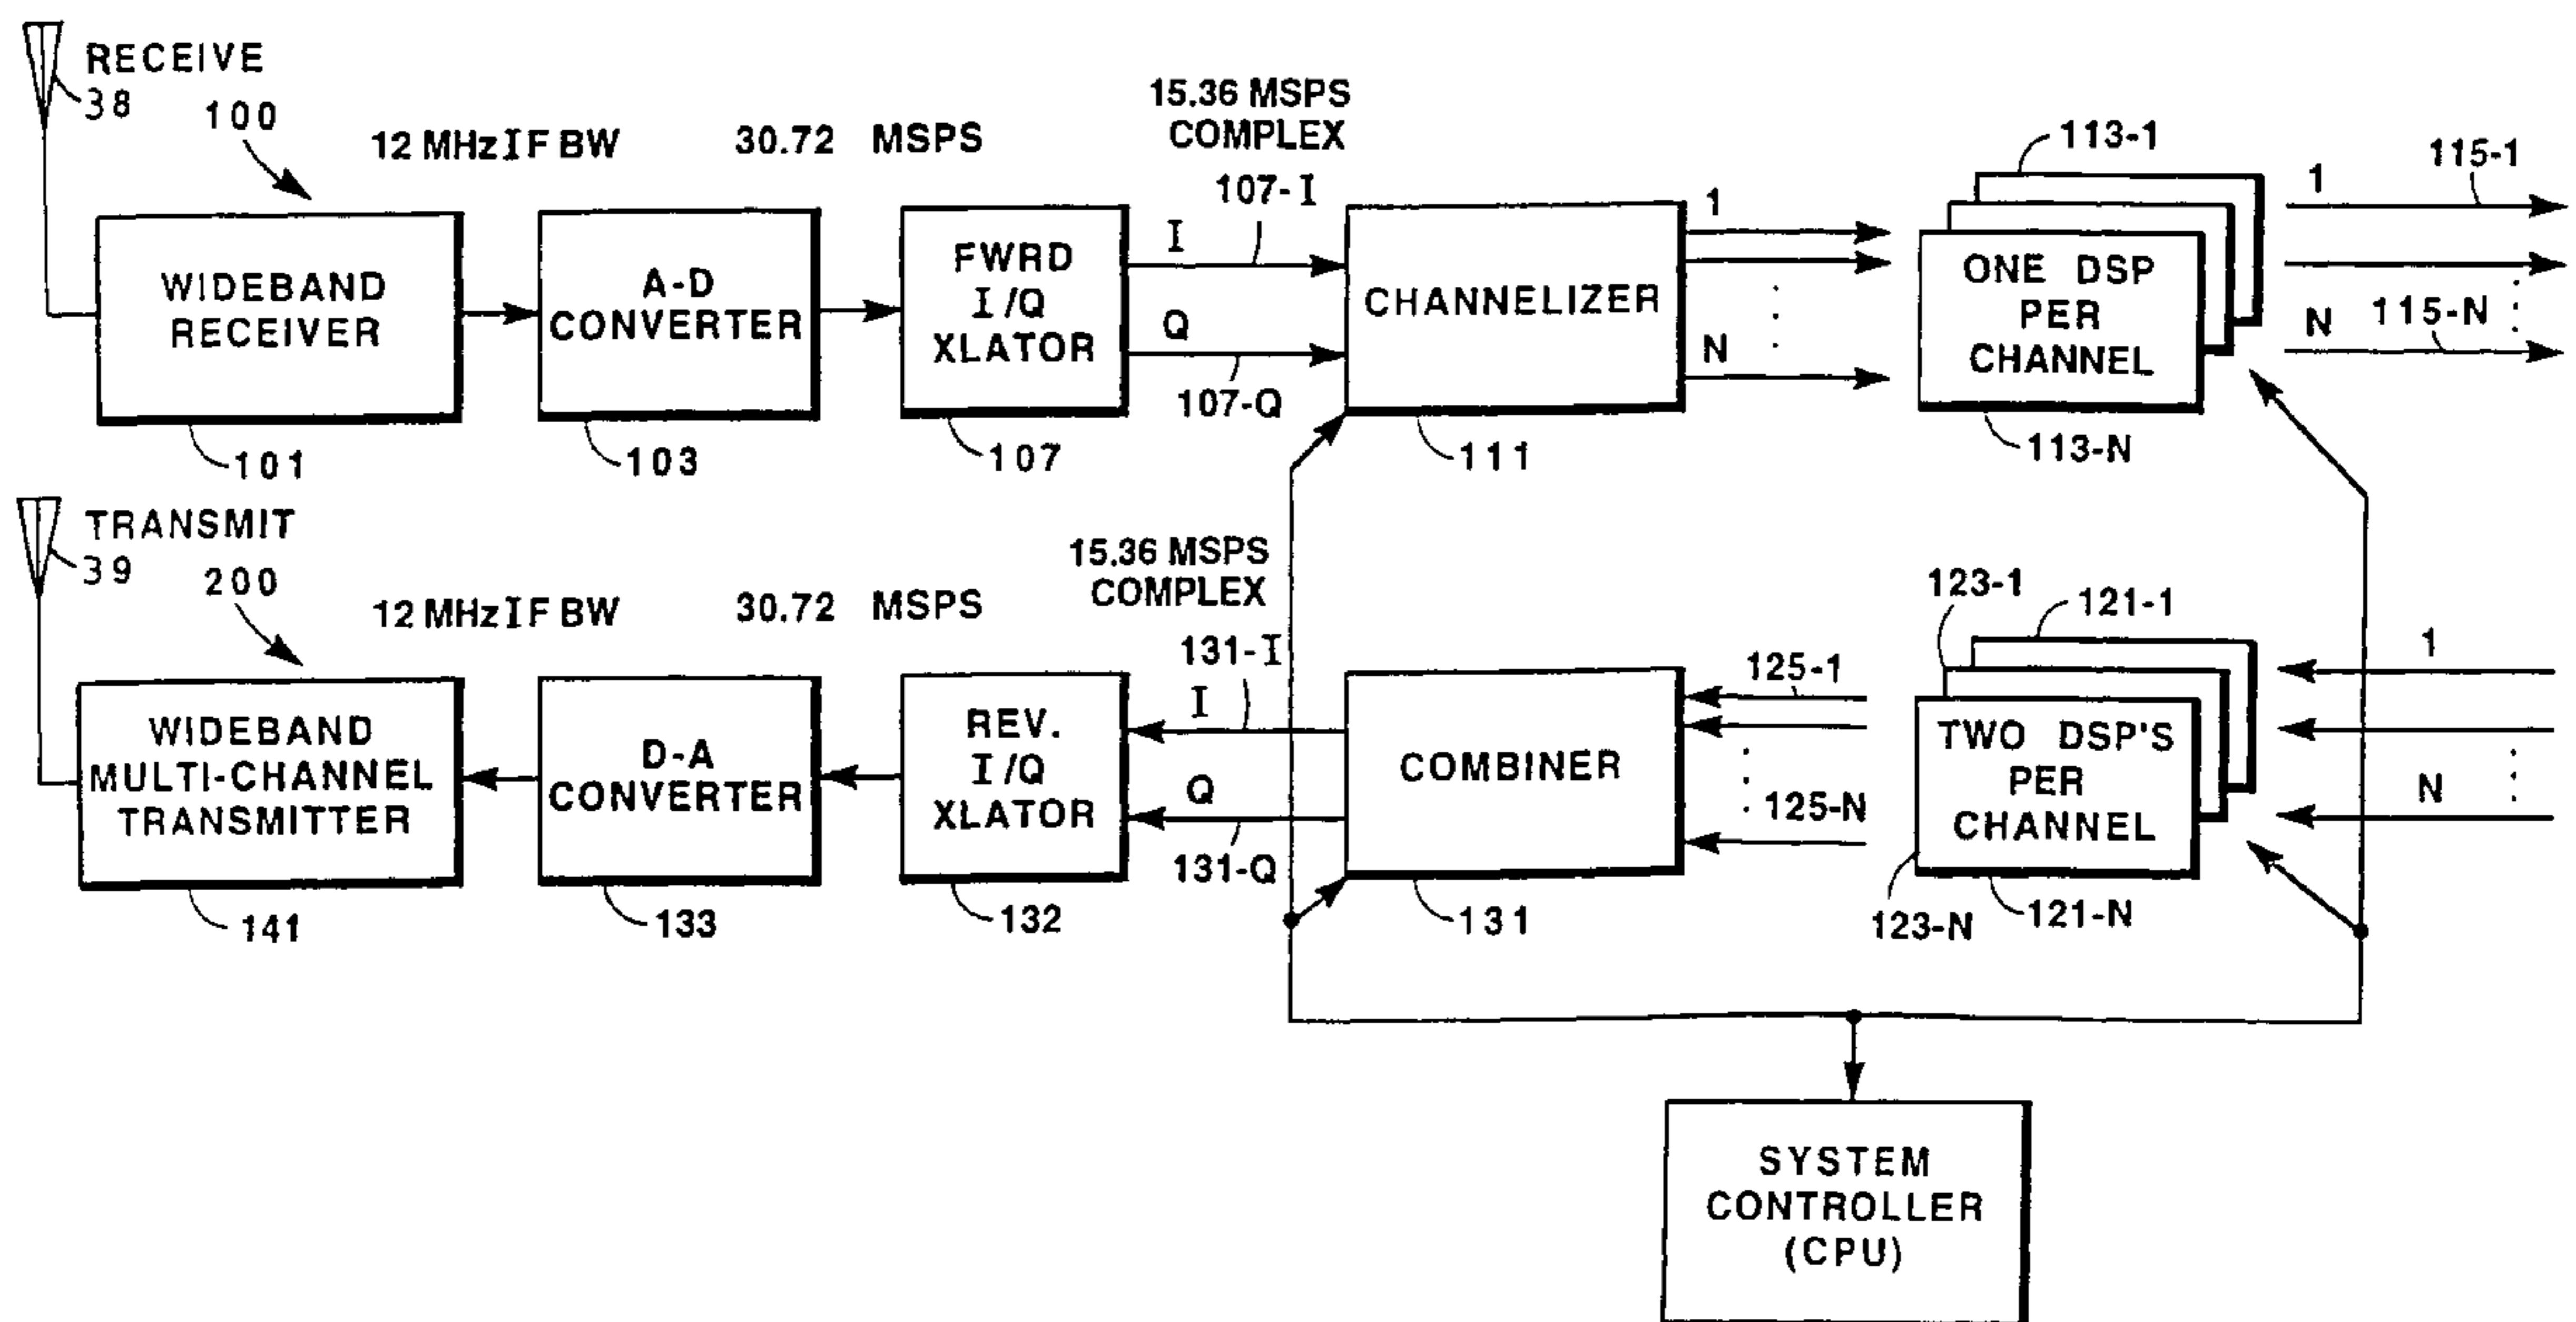 RECEIVE
38
100
12 MHz IF BW
30.72 MSPS
15.36 MSPS
COMPLEX
107-I
I
Q
107-Q
WIDEBAND
RECEIVER
101
A-D
CONVERTER
103
FWRD
I/Q
XLATOR
107
CHANNELIZER
111
1
N
113-1
ONE DSP
PER
CHANNEL
113-N
1
115-1
N
115-N
TRANSMIT
39
200
12 MHz IF BW
30.72 MSPS
15.36 MSPS
COMPLEX
131-I
I
Q
131-Q
WIDEBAND
MULTI-CHANNEL
TRANSMITTER
141
D-A
CONVERTER
133
REV.
I/Q
XLATOR
132
COMBINER
131
125-1
125-N
123-1
121-1
TWO DSP'S
PER
CHANNEL
123-N
121-N
1
N
SYSTEM
CONTROLLER
(CPU)